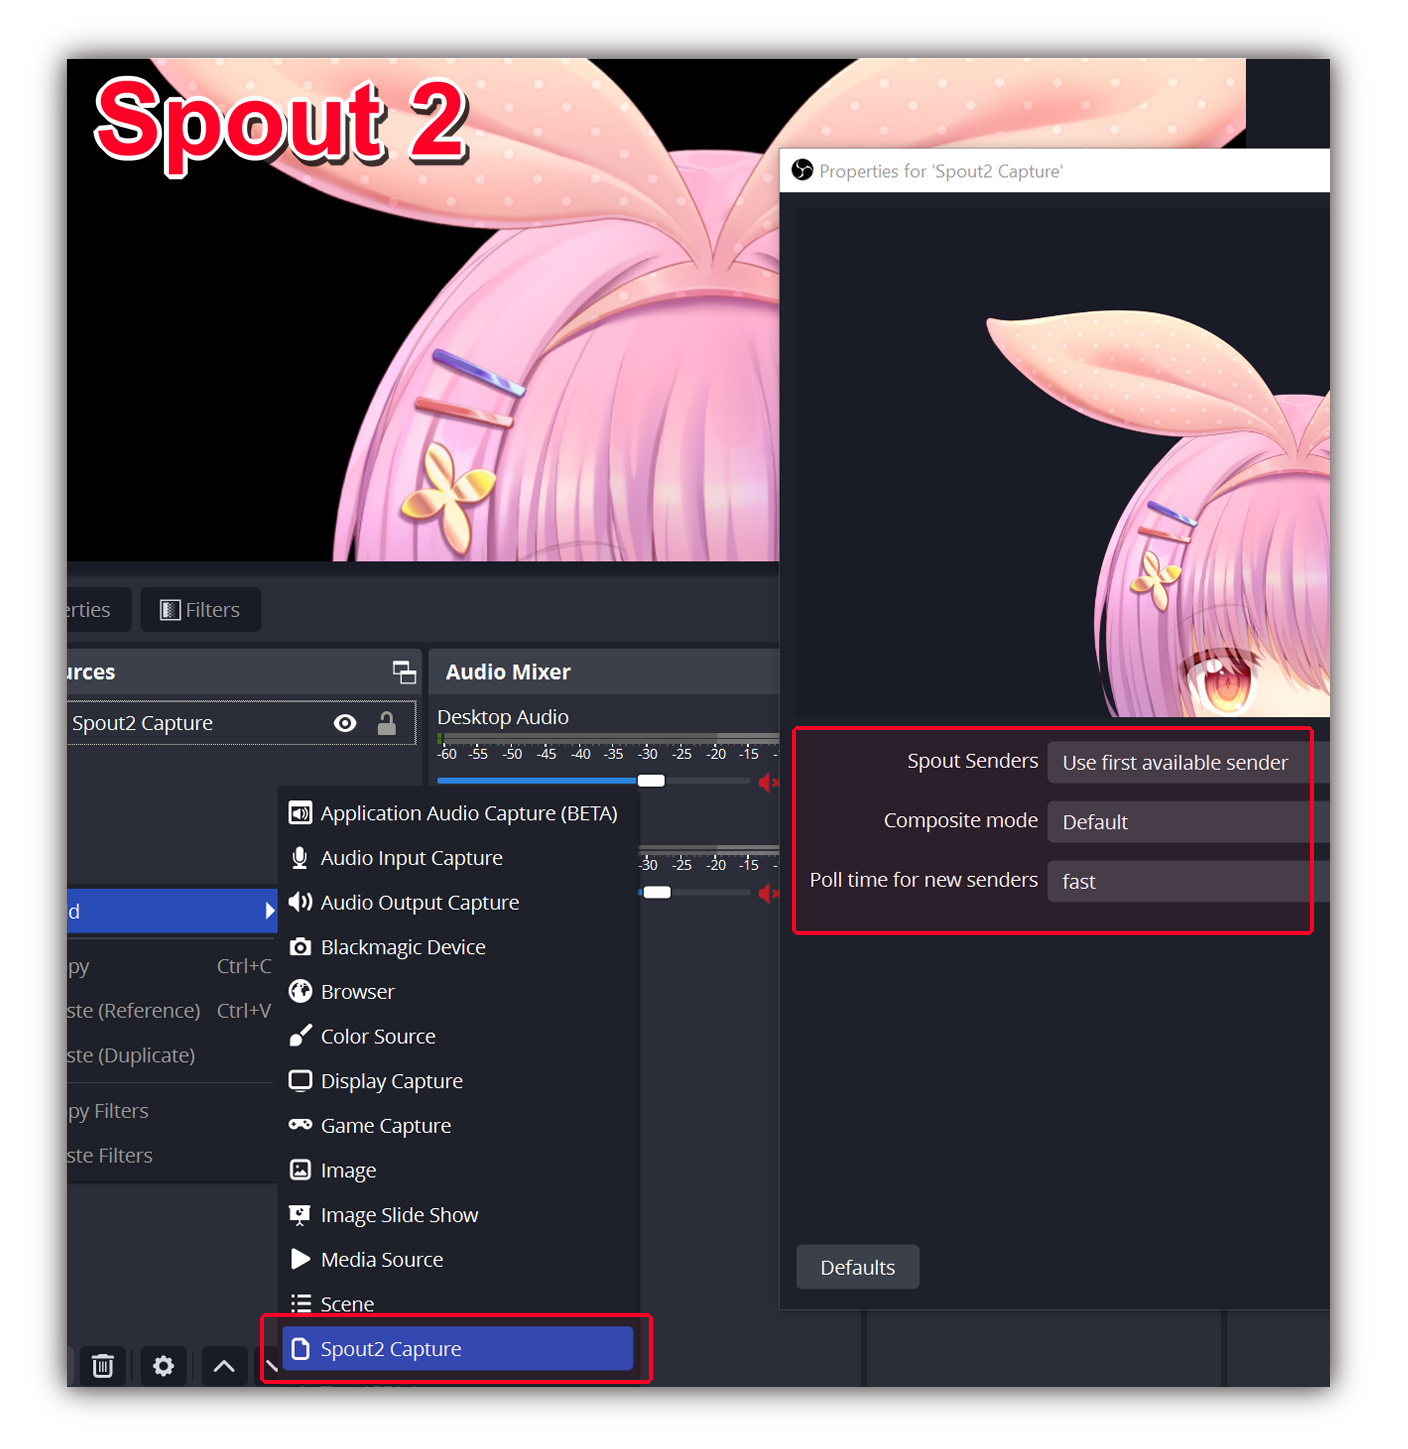 Spout 2
Properties for 'Spout2 Capture'
erties
Filters
urces
Audio Mixer
Spout2 Capture
Desktop Audio
-60 -55 -50 -45 -40 -35 -30 -25 -20 -15
Spout Senders
Use first available sender
Composite mode
Default
Poll time for new senders
fast
Application Audio Capture (BETA)
Audio Input Capture
-30 -25 -20 -15
Audio Output Capture
d
Blackmagic Device
py Ctrl+C
Browser
ste (Reference) Ctrl+V
Color Source
ste (Duplicate)
Display Capture
py Filters
Game Capture
ste Filters
Image
Image Slide Show
Media Source
Defaults
Scene
Spout2 Capture